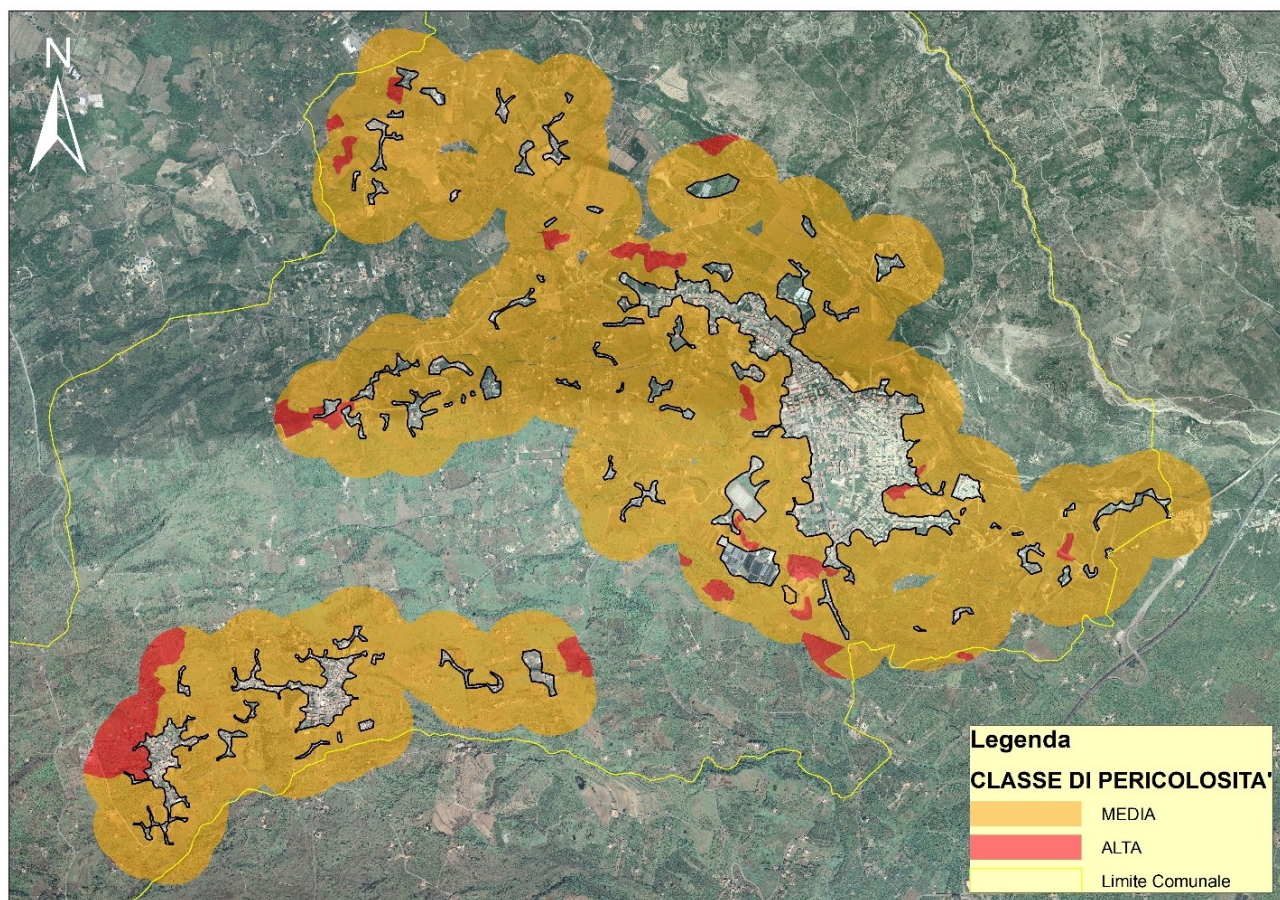 N
Legenda
CLASSE DI PERICOLOSITA'
MEDIA
ALTA
Limite Comunale